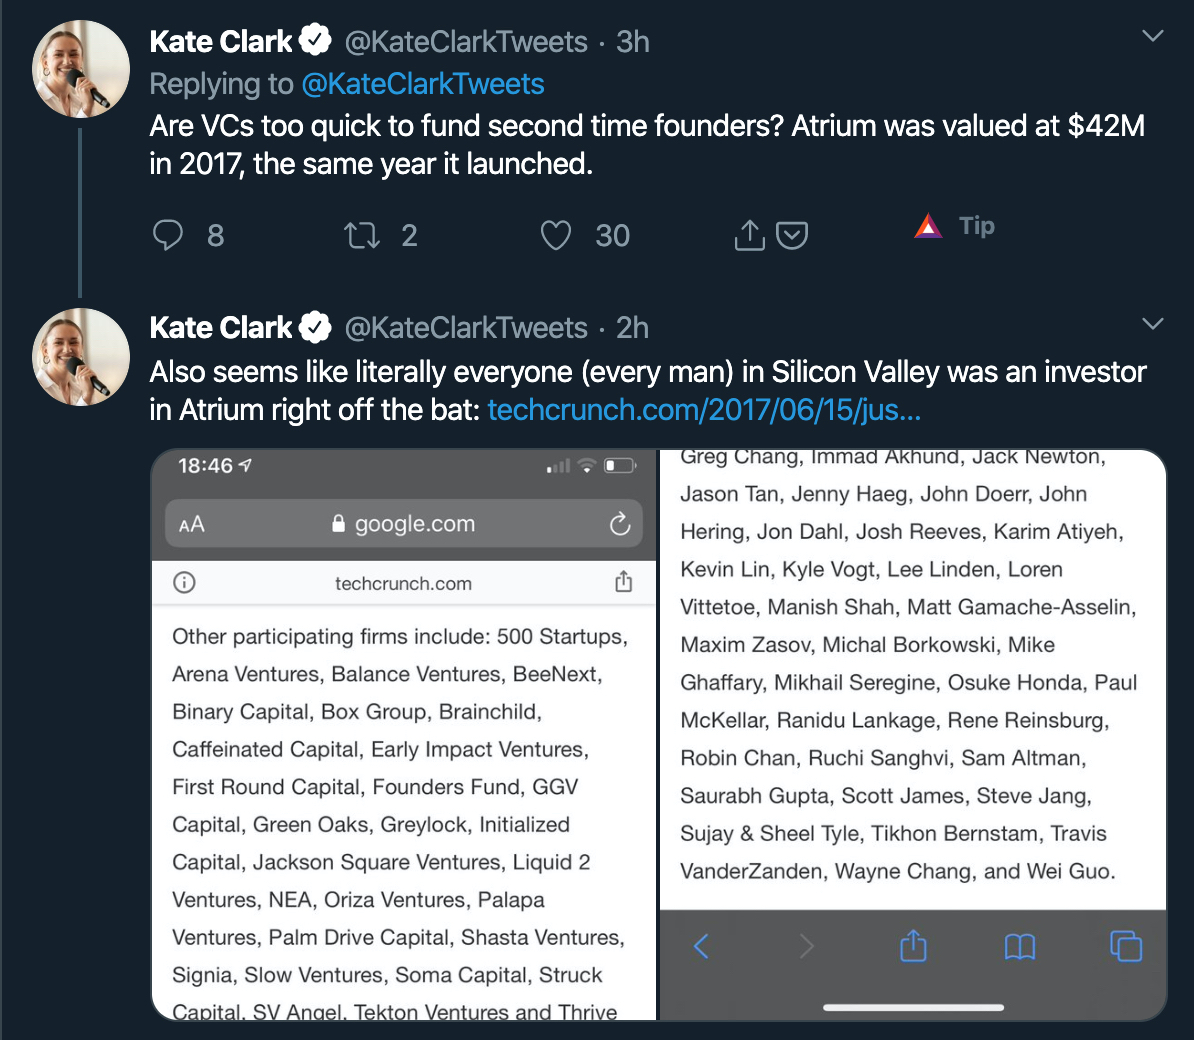 Kate Clark @KateClarkTweets · 3h
Replying to @KateClarkTweets
Are VCs too quick to fund second time founders? Atrium was valued at $42M
in 2017, the same year it launched.
8 2 30 Tip
Kate Clark @KateClarkTweets · 2h
Also seems like literally everyone (every man) in Silicon Valley was an investor
in Atrium right off the bat: techcrunch.com/2017/06/15/jus...
18:46
AA google.com
techcrunch.com
Other participating firms include: 500 Startups,
Arena Ventures, Balance Ventures, BeeNext,
Binary Capital, Box Group, Brainchild,
Caffeinated Capital, Early Impact Ventures,
First Round Capital, Founders Fund, GGV
Capital, Green Oaks, Greylock, Initialized
Capital, Jackson Square Ventures, Liquid 2
Ventures, NEA, Oriza Ventures, Palapa
Ventures, Palm Drive Capital, Shasta Ventures,
Signia, Slow Ventures, Soma Capital, Struck
Capital, SV Angel, Tekton Ventures and Thrive
Greg Chang, Immad Akhund, Jack Newton,
Jason Tan, Jenny Haeg, John Doerr, John
Hering, Jon Dahl, Josh Reeves, Karim Atiyeh,
Kevin Lin, Kyle Vogt, Lee Linden, Loren
Vittetoe, Manish Shah, Matt Gamache-Asselin,
Maxim Zasov, Michal Borkowski, Mike
Ghaffary, Mikhail Seregine, Osuke Honda, Paul
McKellar, Ranidu Lankage, Rene Reinsburg,
Robin Chan, Ruchi Sanghvi, Sam Altman,
Saurabh Gupta, Scott James, Steve Jang,
Sujay & Sheel Tyle, Tikhon Bernstam, Travis
VanderZanden, Wayne Chang, and Wei Guo.